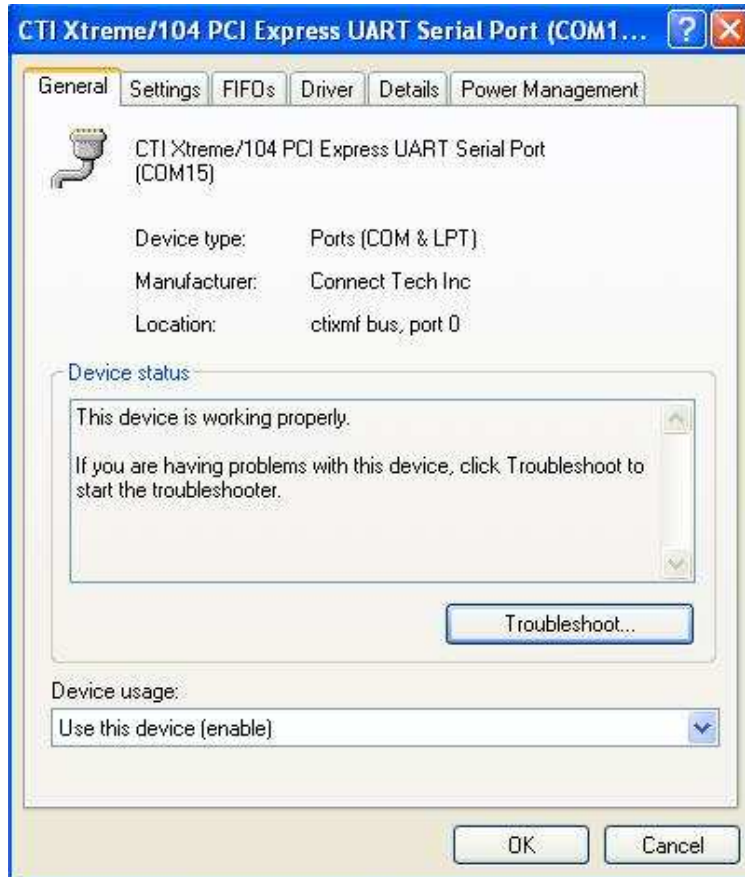 CTI Xtreme/104 PCI Express UART Serial Port (COM1...
General Settings FIFOs Driver Details Power Management
CTI Xtreme/104 PCI Express UART Serial Port
(COM15)
Device type: Ports (COM & LPT)
Manufacturer: Connect Tech Inc
Location: ctixmf bus, port 0
Device status
This device is working properly.
If you are having problems with this device, click Troubleshoot to
start the troubleshooter.
Troubleshoot...
Device usage:
Use this device (enable)
OK Cancel